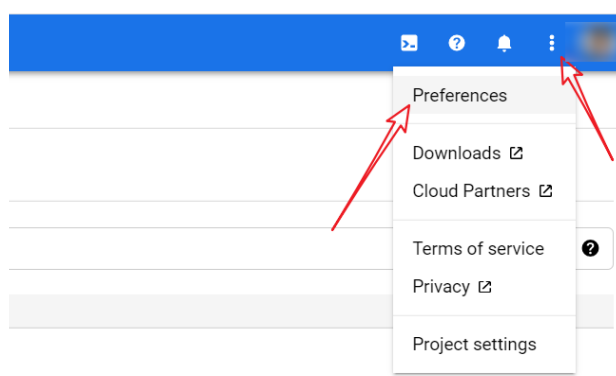 Preferences
Downloads
Cloud Partners
Terms of service
Privacy
Project settings